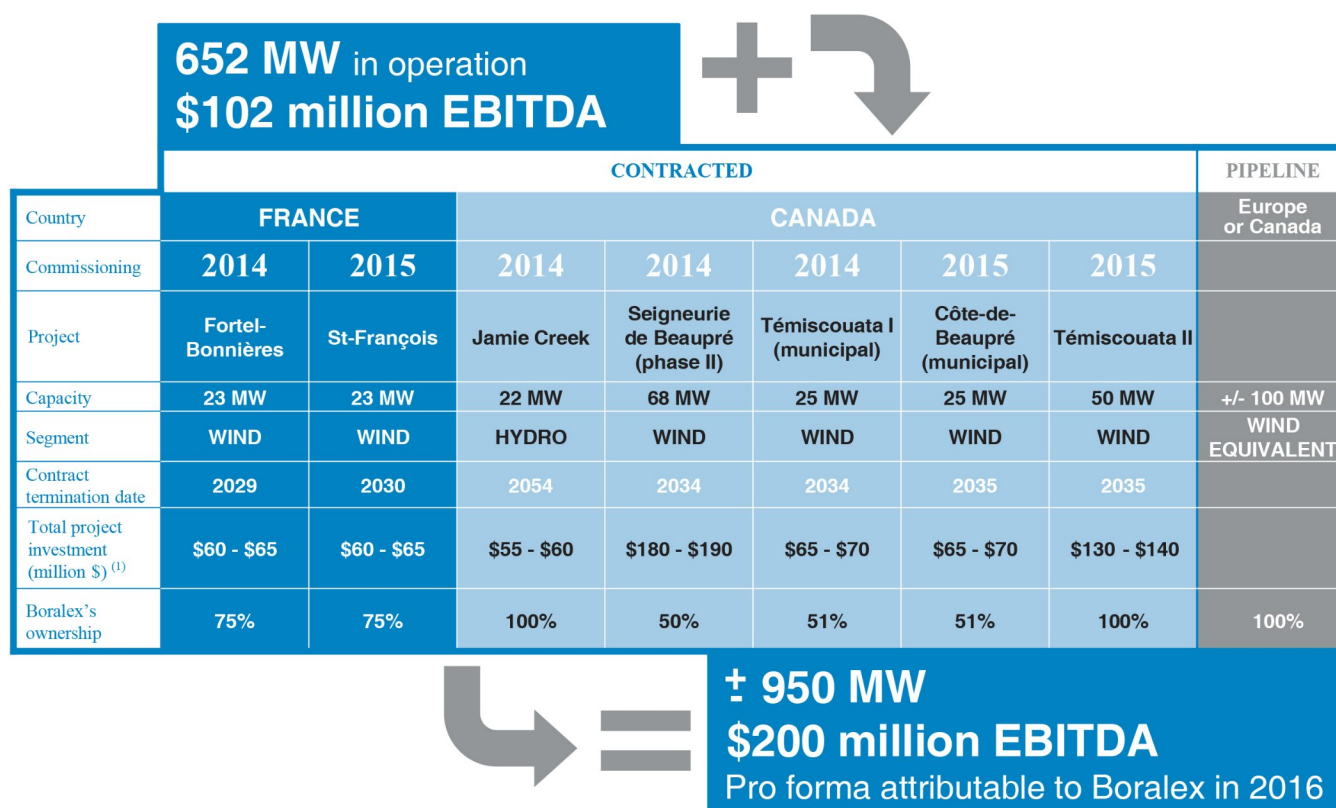 652 MW in operation
$102 million EBITDA
+
CONTRACTED PIPELINE
Country FRANCE CANADA Europe
or Canada
Commissioning 2014 2015 2014 2014 2014 2015 2015
Project Fortel-
Bonnières St-François Jamie Creek Seigneurie
de Beaupré
(phase II) Témiscouata I
(municipal) Côte-de-
Beaupré
(municipal) Témiscouata II
Capacity 23 MW 23 MW 22 MW 68 MW 25 MW 25 MW 50 MW +/- 100 MW
Segment WIND WIND HYDRO WIND WIND WIND WIND WIND
EQUIVALENT
Contract
termination date 2029 2030 2054 2034 2034 2035 2035
Total project
investment
(million $) (1) $60 - $65 $60 - $65 $55 - $60 $180 - $190 $65 - $70 $65 - $70 $130 - $140
Boralex's
ownership 75% 75% 100% 50% 51% 51% 100% 100%
=
± 950 MW
$200 million EBITDA
Pro forma attributable to Boralex in 2016